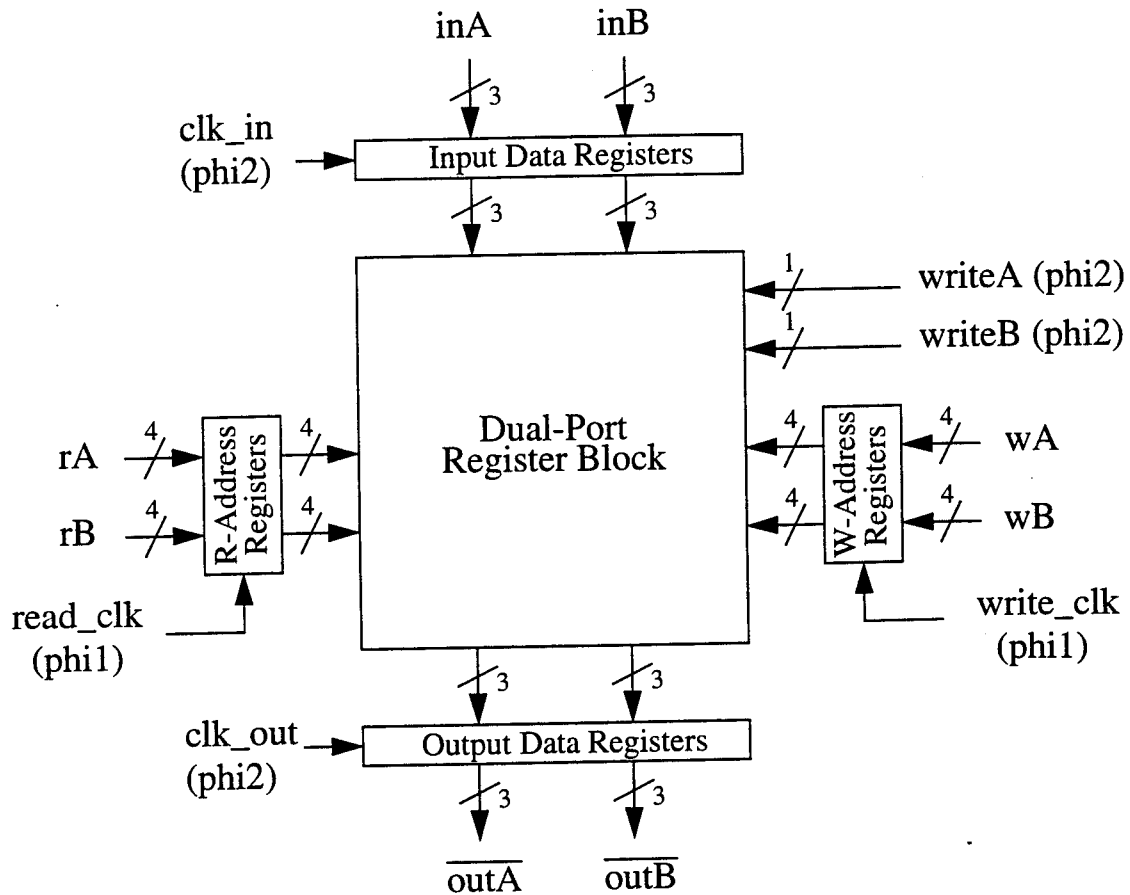 inA inB
3 3
clk_in
(phi2)
Input Data Registers
3 3
1
writeA (phi2)
1
writeB (phi2)
Dual-Port
Register Block
rA 4
R-Address
Registers
4
4
W-Address
Registers
4 wA
rB 4
4
4
4 wB
read_clk
(phi1)
write_clk
(phi1)
3 3
clk_out
(phi2)
Output Data Registers
3 3
outA outB